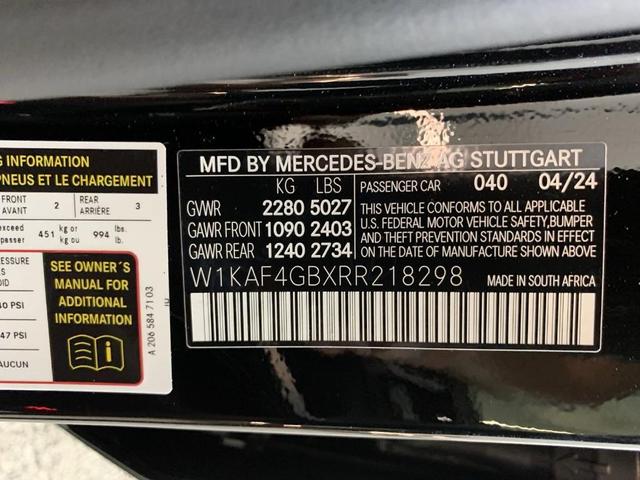 G INFORMATION
PNEUS ET LE CHARGEMENT
FRONT 2 REAR 3
AVANT ARRIÈRE
exceed 451 kg or 994 lbs.
kg ou lb.
SEE OWNER'S
MANUAL FOR
ADDITIONAL
INFORMATION
PSI
47 PSI
AUCUN
A 206 584 71 03
MFD BY MERCEDES-BENZ AG STUTTGART
KG LBS
GVWR 2280 5027
GAWR FRONT 1090 2403
GAWR REAR 1240 2734
PASSENGER CAR 040 04/24
THIS VEHICLE CONFORMS TO ALL APPLICABLE
U.S. FEDERAL MOTOR VEHICLE SAFETY, BUMPER
AND THEFT PREVENTION STANDARDS IN EFFECT
ON THE DATE OF MANUFACTURE SHOWN ABOVE
W1KAF4GBXRR218298 MADE IN SOUTH AFRICA